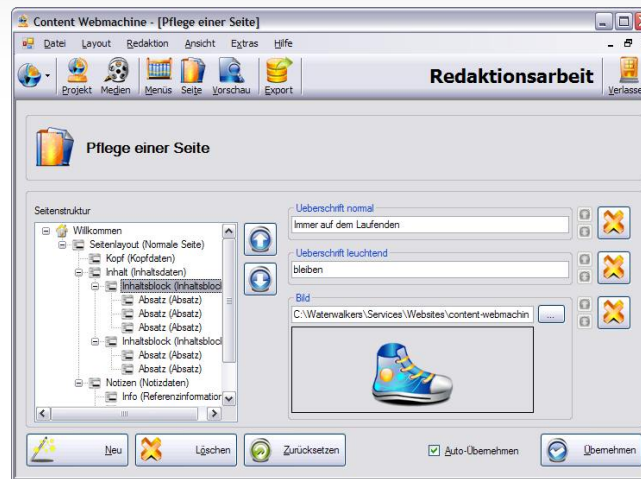 Content Webmachine - [Pflege einer Seite]
Datei Layout Redaktion Ansicht Extras Hilfe
Projekt Medien Menüs Seite Vorschau Export Redaktionsarbeit Verlasse
Pflege einer Seite
Seitenstruktur
Willkommen
Seitenlayout (Normale Seite)
Kopf (Kopfdaten)
Inhalt (Inhaltsdaten)
Inhaltsblock (Inhaltsblock
Absatz (Absatz)
Absatz (Absatz)
Absatz (Absatz)
Inhaltsblock (Inhaltsblock
Absatz (Absatz)
Absatz (Absatz)
Notizen (Notizdaten)
Info (Referenzinformation
Ueberschrift normal
Immer auf dem Laufenden
Ueberschrift leuchtend
bleiben
Bild
C:\Waterwalkers\Services\Websites\content-webmachin ...
Neu Löschen Zurücksetzen Auto-Übernehmen Übernehmen